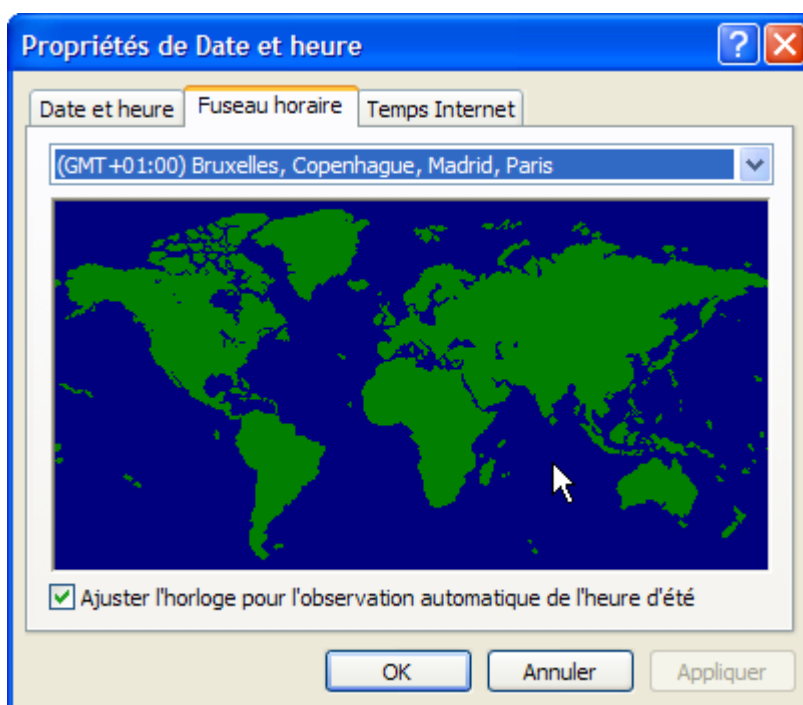 Propriétés de Date et heure
Date et heure Fuseau horaire Temps Internet
(GMT+01:00) Bruxelles, Copenhague, Madrid, Paris
Ajuster l'horloge pour l'observation automatique de l'heure d'été
OK Annuler Appliquer